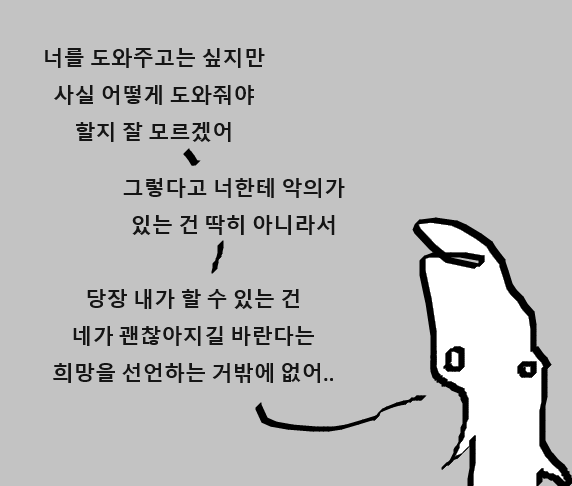 너를 도와주고는 싶지만
사실 어떻게 도와줘야
할지 잘 모르겠어
그렇다고 너한테 악의가
있는 건 딱히 아니라서
당장 내가 할 수 있는 건
네가 괜찮아지길 바란다는
희망을 선언하는 거밖에 없어..